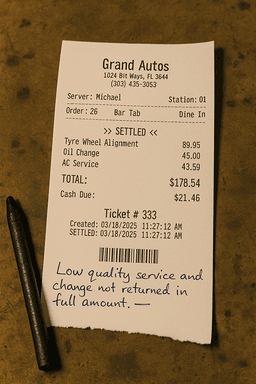 Grand Autos
1024 Bit Ways, FL 3644
(303) 435-3053
Server: Michael Station: 01
Order: 26 Bar Tab Dine In
>> SETTLED <<
Tyre Wheel Alignment 89.95
Oil Change 45.00
AC Service 43.59
TOTAL: $178.54
Cash Due: $21.46
Ticket # 333
Created: 03/18/2025 11:27:12 AM
SETTLED: 03/18/2025 11:27:12 AM
Low quality service and
change not returned in
full amount. —